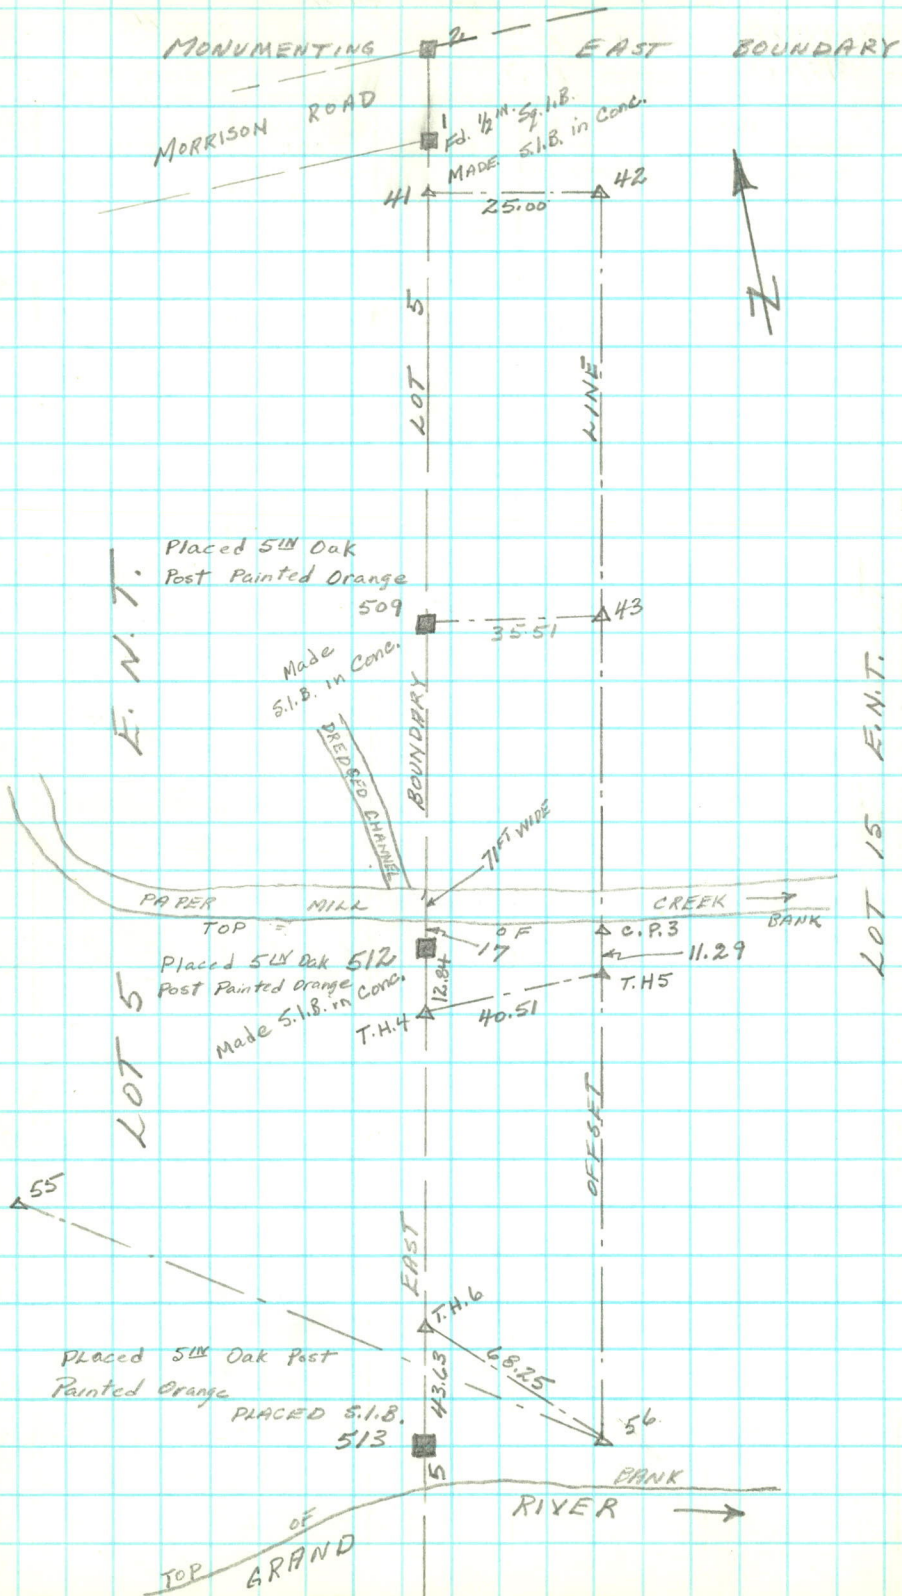 MONUMENTING EAST BOUNDARY
2
MORRISON ROAD
1
Fd. 1/2 IN. Sq. I.B.
MADE S.I.B. in Conc.
41
42
25.00
N
LOT 5
LINE
Placed 5 IN Oak
Post Painted Orange
509
43
35.51
Made
S.I.B. in Conc.
E.N.T.
BOUNDARY
DREDGED CHANNEL
71 FT WIDE
LOT 15 E.N.T.
PAPER MILL CREEK
TOP OF BANK
C.P.3
17
11.29
Placed 5 IN Oak 512
Post Painted Orange
Made S.I.B. in Conc.
12.84
T.H.4
T.H5
40.51
LOT 5
OFFSET
55
EAST
T.H.6
68.25
PLaced 5 IN Oak Post
Painted Orange
43.63
PLACED S.I.B.
513
56
5
TOP OF BANK
GRAND RIVER